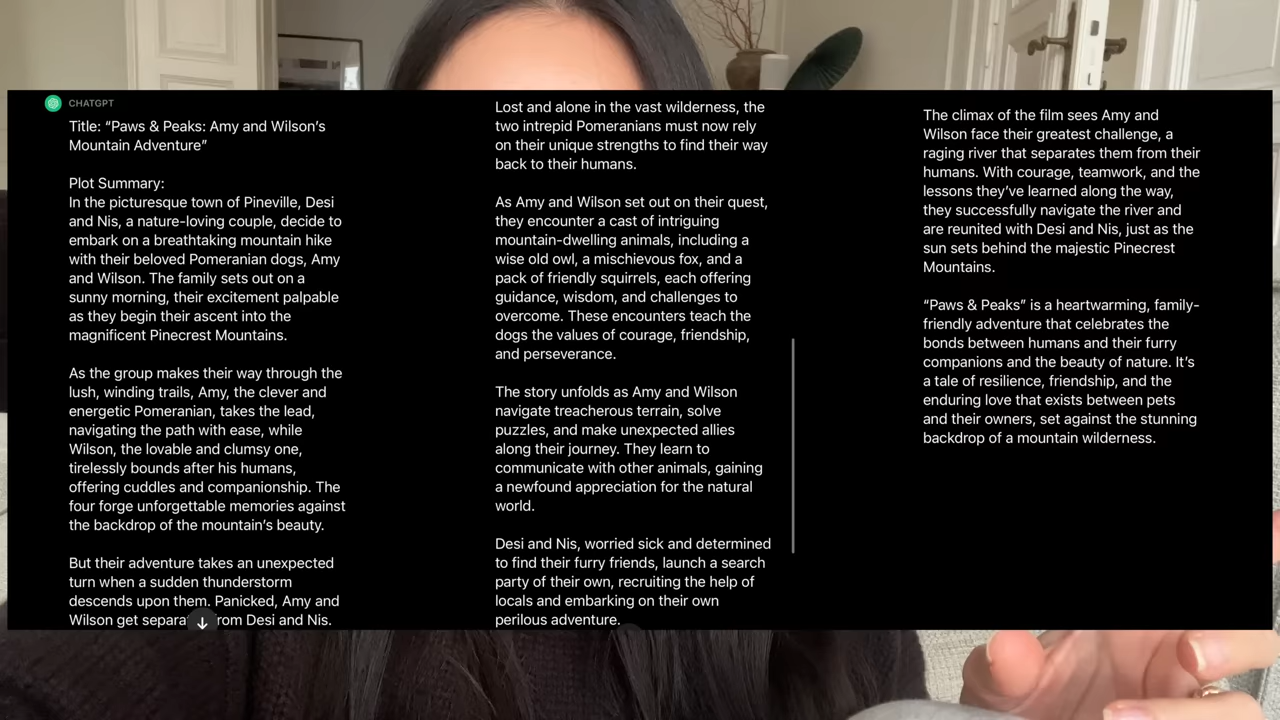 CHATGPT
Title: “Paws & Peaks: Amy and Wilson’s
Mountain Adventure”
Plot Summary:
In the picturesque town of Pineville, Desi
and Nis, a nature-loving couple, decide to
embark on a breathtaking mountain hike
with their beloved Pomeranian dogs, Amy
and Wilson. The family sets out on a
sunny morning, their excitement palpable
as they begin their ascent into the
magnificent Pinecrest Mountains.
As the group makes their way through the
lush, winding trails, Amy, the clever and
energetic Pomeranian, takes the lead,
navigating the path with ease, while
Wilson, the lovable and clumsy one,
tirelessly bounds after his humans,
offering cuddles and companionship. The
four forge unforgettable memories against
the backdrop of the mountain’s beauty.
But their adventure takes an unexpected
turn when a sudden thunderstorm
descends upon them. Panicked, Amy and
Wilson get separa rom Desi and Nis.
Lost and alone in the vast wilderness, the
two intrepid Pomeranians must now rely
on their unique strengths to find their way
back to their humans.
As Amy and Wilson set out on their quest,
they encounter a cast of intriguing
mountain-dwelling animals, including a
wise old owl, a mischievous fox, and a
pack of friendly squirrels, each offering
guidance, wisdom, and challenges to
overcome. These encounters teach the
dogs the values of courage, friendship,
and perseverance.
The story unfolds as Amy and Wilson
navigate treacherous terrain, solve
puzzles, and make unexpected allies
along their journey. They learn to
communicate with other animals, gaining
a newfound appreciation for the natural
world.
Desi and Nis, worried sick and determined
to find their furry friends, launch a search
party of their own, recruiting the help of
locals and embarking on their own
perilous adventure.
The climax of the film sees Amy and
Wilson face their greatest challenge, a
raging river that separates them from their
humans. With courage, teamwork, and the
lessons they’ve learned along the way,
they successfully navigate the river and
are reunited with Desi and Nis, just as the
sun sets behind the majestic Pinecrest
Mountains.
“Paws & Peaks” is a heartwarming, family-
friendly adventure that celebrates the
bonds between humans and their furry
companions and the beauty of nature. It’s
a tale of resilience, friendship, and the
enduring love that exists between pets
and their owners, set against the stunning
backdrop of a mountain wilderness.